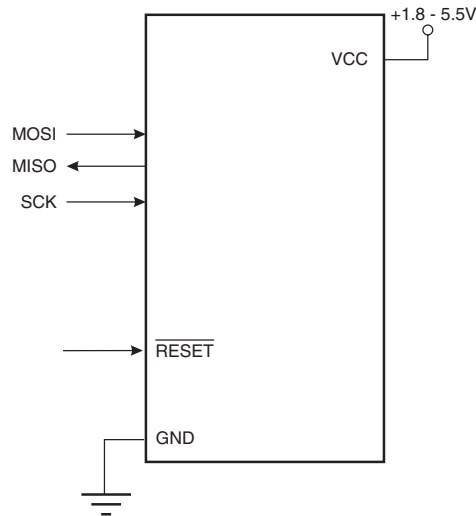 +1.8 - 5.5V
VCC
MOSI
MISO
SCK
RESET
GND